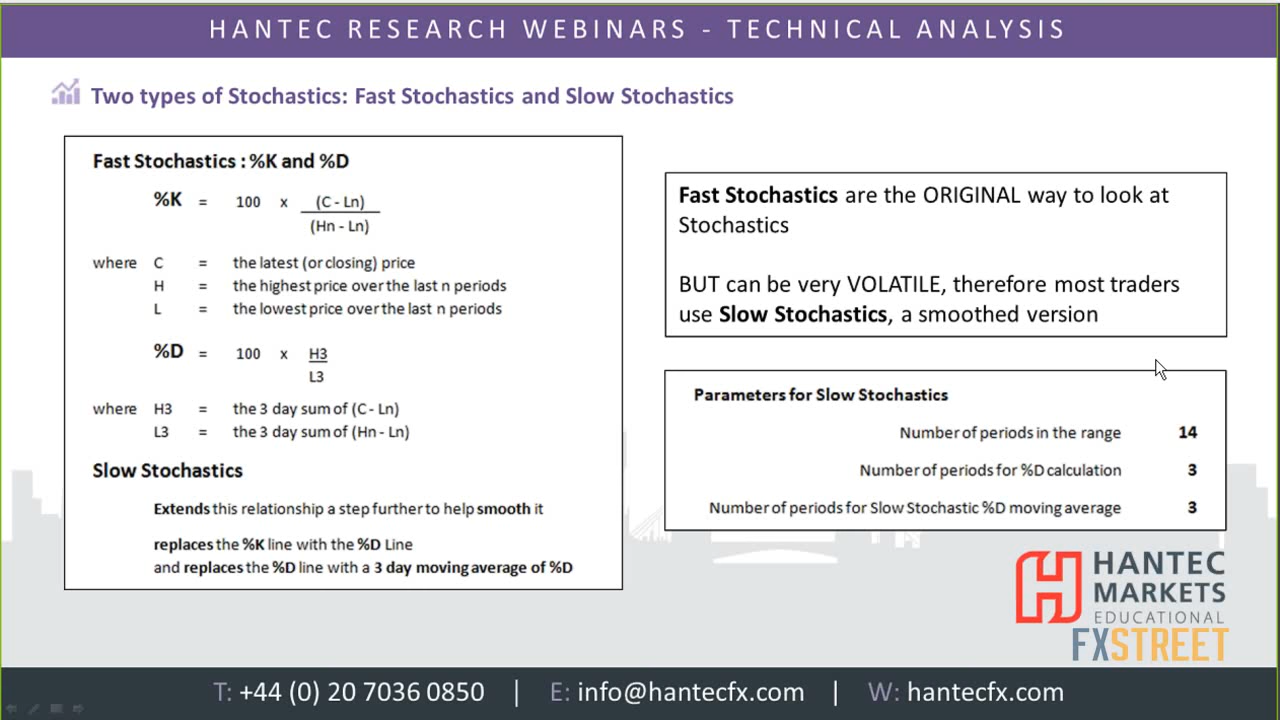 HANTEC RESEARCH WEBINARS - TECHNICAL ANALYSIS
Two types of Stochastics: Fast Stochastics and Slow Stochastics
Fast Stochastics : %K and %D
%K = 100 x (C - Ln)
(Hn - Ln)
where C = the latest (or closing) price
H = the highest price over the last n periods
L = the lowest price over the last n periods
%D = 100 x H3
L3
where H3 = the 3 day sum of (C - Ln)
L3 = the 3 day sum of (Hn - Ln)
Slow Stochastics
Extends this relationship a step further to help smooth it
replaces the %K line with the %D Line
and replaces the %D line with a 3 day moving average of %D
Fast Stochastics are the ORIGINAL way to look at
Stochastics
BUT can be very VOLATILE, therefore most traders
use Slow Stochastics, a smoothed version
Parameters for Slow Stochastics
Number of periods in the range 14
Number of periods for %D calculation 3
Number of periods for Slow Stochastic %D moving average 3
HANTEC
MARKETS
EDUCATIONAL
FXSTREET
T: +44 (0) 20 7036 0850 | E: info@hantecfx.com | W: hantecfx.com